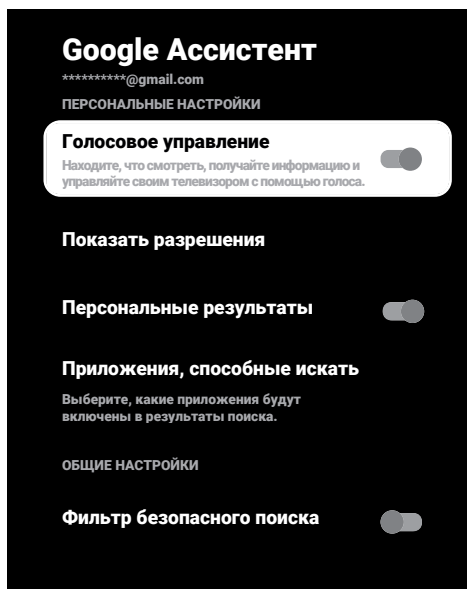 Google Ассистент
**********@gmail.com
ПЕРСОНАЛЬНЫЕ НАСТРОЙКИ
Голосовое управление
Находите, что смотреть, получайте информацию и
управляйте своим телевизором с помощью голоса.
Показать разрешения
Персональные результаты
Приложения, способные искать
Выберите, какие приложения будут
включены в результаты поиска.
ОБЩИЕ НАСТРОЙКИ
Фильтр безопасного поиска